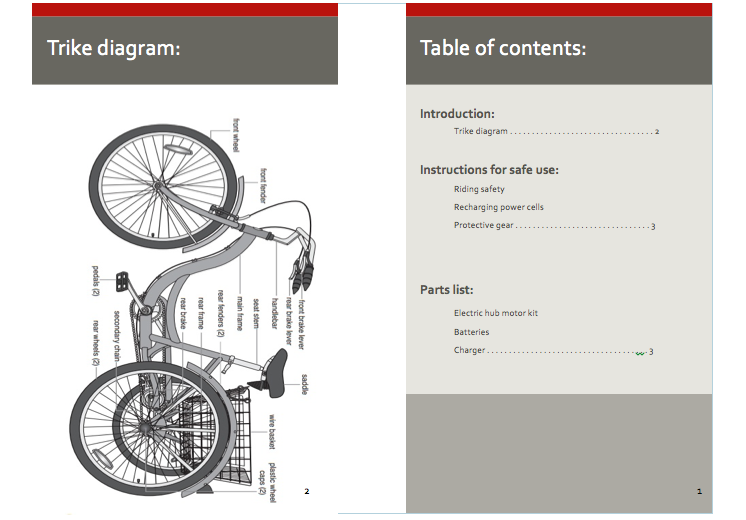 Trike diagram:
front wheel
front fender
front brake lever
rear brake lever
handlebar
seat stem
main frame
rear fenders (2)
rear frame
rear brake
pedals (2)
secondary chain
rear wheels (2)
saddle
wire basket
plastic wheel
caps (2)
2
Table of contents:
Introduction:
Trike diagram . . . . . . . . . . . . . . . . . . . . . . . . . . . . . . . . 2
Instructions for safe use:
Riding safety
Recharging power cells
Protective gear . . . . . . . . . . . . . . . . . . . . . . . . . . . . . . 3
Parts list:
Electric hub motor kit
Batteries
Charger . . . . . . . . . . . . . . . . . . . . . . . . . . . . . . . . . . . . 3
1